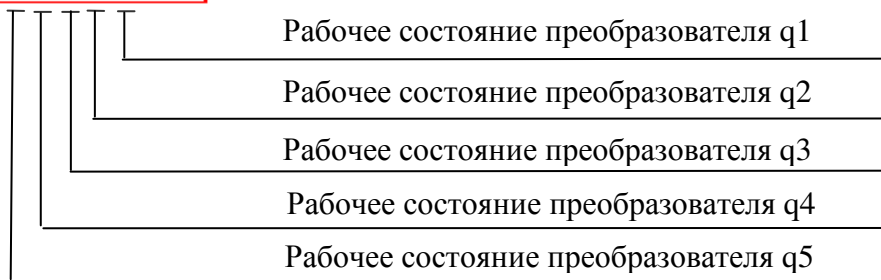 Рабочее состояние преобразователя q1
Рабочее состояние преобразователя q2
Рабочее состояние преобразователя q3
Рабочее состояние преобразователя q4
Рабочее состояние преобразователя q5